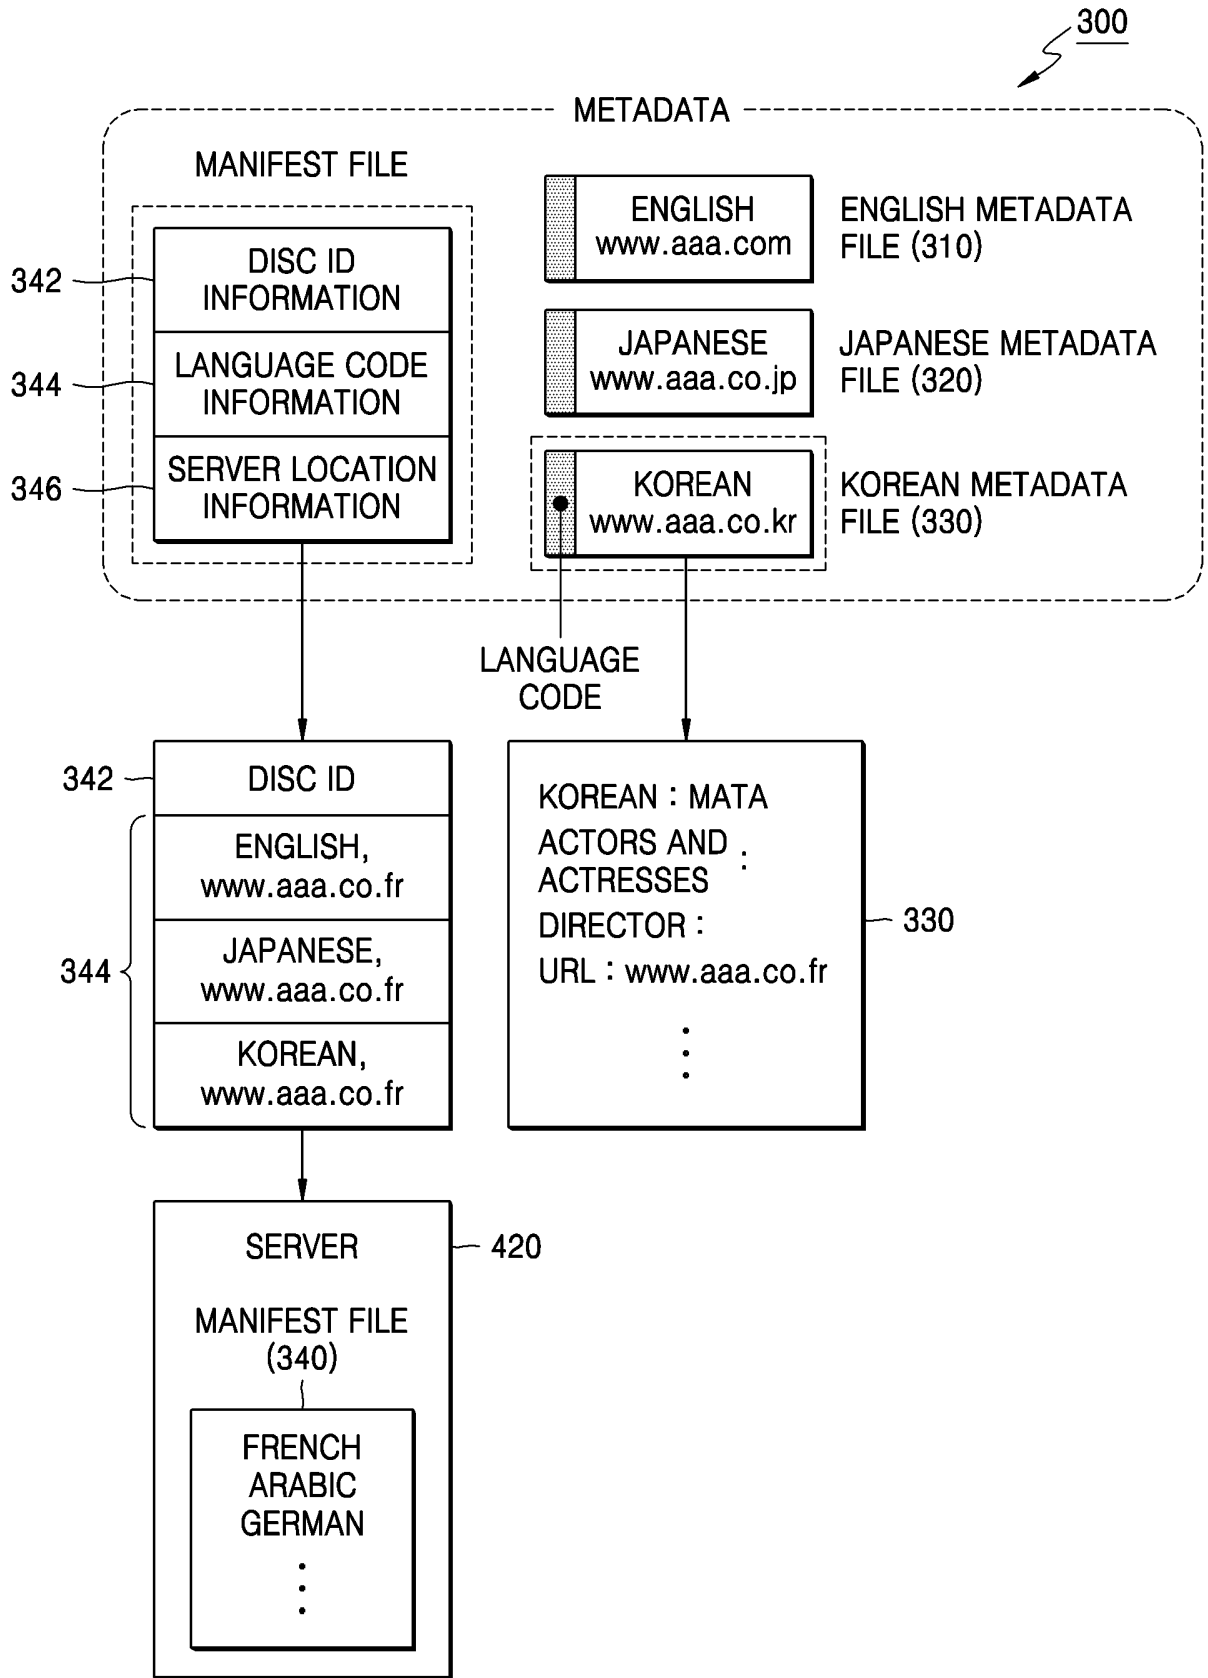 300
METADATA
MANIFEST FILE
342
DISC ID
INFORMATION
344
LANGUAGE CODE
INFORMATION
346
SERVER LOCATION
INFORMATION
ENGLISH
www.aaa.com
ENGLISH METADATA
FILE (310)
JAPANESE
www.aaa.co.jp
JAPANESE METADATA
FILE (320)
KOREAN
www.aaa.co.kr
KOREAN METADATA
FILE (330)
LANGUAGE
CODE
342
DISC ID
344
ENGLISH,
www.aaa.co.fr
JAPANESE,
www.aaa.co.fr
KOREAN,
www.aaa.co.fr
KOREAN : MATA
ACTORS AND :
ACTRESSES
DIRECTOR :
URL : www.aaa.co.fr
330
SERVER
420
MANIFEST FILE
(340)
FRENCH
ARABIC
GERMAN